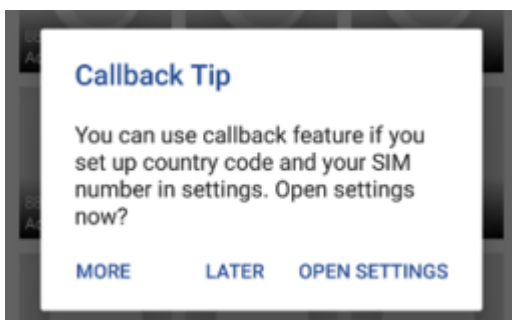 Callback Tip
You can use callback feature if you
set up country code and your SIM
number in settings. Open settings
now?
MORE LATER OPEN SETTINGS